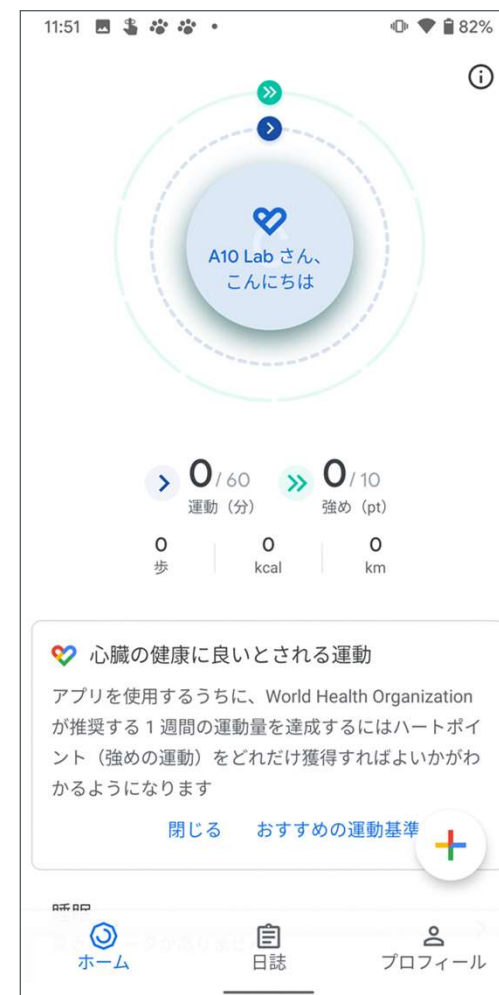 11:51
82%
A10 Lab さん、
こんにちは
0/60
運動（分）
0/10
強め（pt）
0
歩
0
kcal
0
km
心臓の健康に良いとされる運動
アプリを使用するうちに、World Health Organization
が推奨する 1 週間の運動量を達成するにはハートポイ
ント（強めの運動）をどれだけ獲得すればよいかがわ
かるようになります
閉じる おすすめの運動基準
睡眠
ホーム
日誌
プロフィール